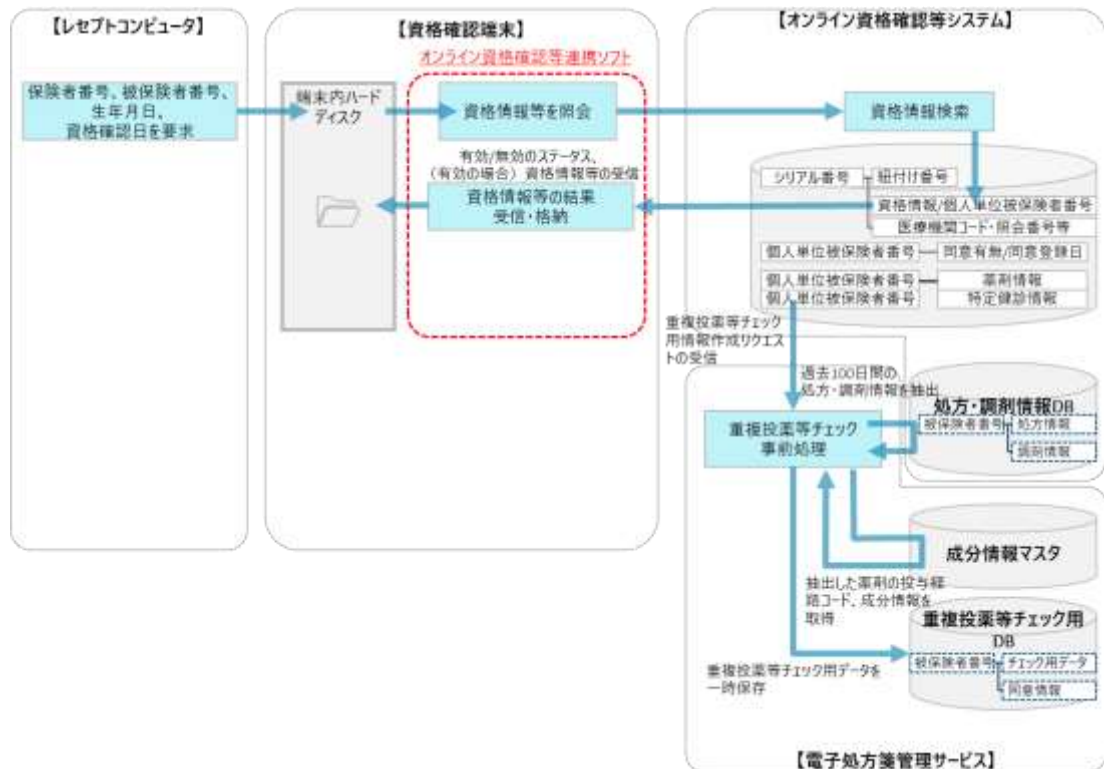 【レセプトコンピュータ】
保険者番号、被保険者番号、
生年月日、
資格確認日を要求
【資格確認端末】
オンライン資格確認等連携ソフト
端末内ハード
ディスク
資格情報等を照会
有効/無効のステータス、
(有効の場合) 資格情報等の受信
資格情報等の結果
受信・格納
【オンライン資格確認等システム】
資格情報検索
シリアル番号
紐付け番号
資格情報/個人単位被保険者番号
医療機関コード・照会番号等
個人単位被保険者番号
同意有無/同意登録日
個人単位被保険者番号
薬剤情報
個人単位被保険者番号
特定健診情報
重複投薬等チェック
用情報作成リクエス
トの受信
過去100日間の
処方・調剤情報を抽出
重複投薬等チェック
事前処理
処方・調剤情報DB
被保険者番号
処方情報
調剤情報
成分情報マスタ
抽出した薬剤の投与経
路コード、成分情報を
取得
重複投薬等チェック用
DB
被保険者番号
チェック用データ
同意情報
重複投薬等チェック用データを
一時保存
【電子処方箋管理サービス】